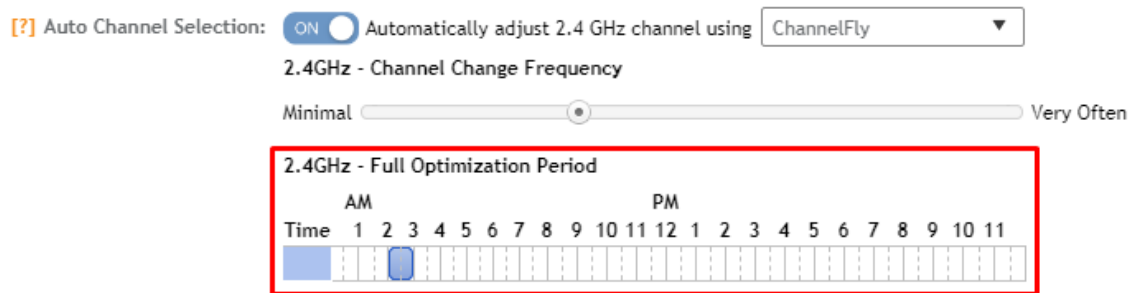 [?] Auto Channel Selection: ON Automatically adjust 2.4 GHz channel using ChannelFly
2.4GHz - Channel Change Frequency
Minimal Very Often
2.4GHz - Full Optimization Period
AM PM
Time 1 2 3 4 5 6 7 8 9 10 11 12 1 2 3 4 5 6 7 8 9 10 11